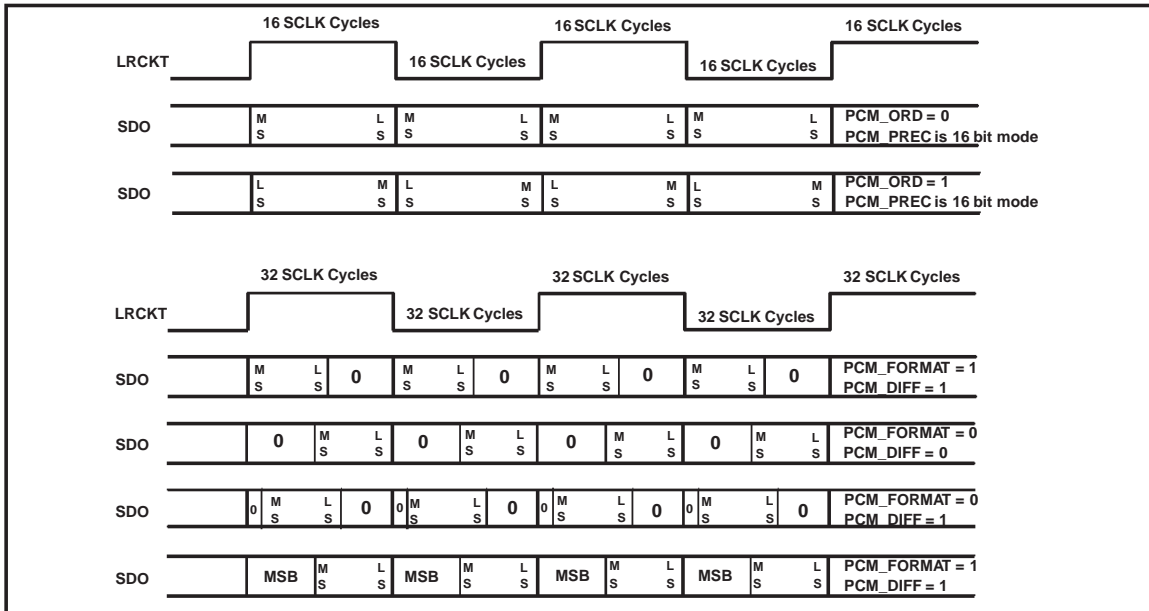 16 SCLK Cycles 16 SCLK Cycles 16 SCLK Cycles
LRCKT 16 SCLK Cycles 16 SCLK Cycles
SDO M L M L M L M L PCM_ORD = 0
S S S S S S S S PCM_PREC is 16 bit mode
SDO L M L M L M L M PCM_ORD = 1
S S S S S S S S PCM_PREC is 16 bit mode
32 SCLK Cycles 32 SCLK Cycles 32 SCLK Cycles
LRCKT 32 SCLK Cycles 32 SCLK Cycles
SDO M L 0 M L 0 M L 0 M L 0 PCM_FORMAT = 1
S S S S S S S S PCM_DIFF = 1
SDO 0 M L 0 M L 0 M L 0 M L PCM_FORMAT = 0
S S S S S S S S PCM_DIFF = 0
SDO 0 M L 0 0 M L 0 0 M L 0 0 M L 0 PCM_FORMAT = 0
S S S S S S S S PCM_DIFF = 1
SDO MSB M L MSB M L MSB M L MSB M L PCM_FORMAT = 1
S S S S S S S S PCM_DIFF = 1